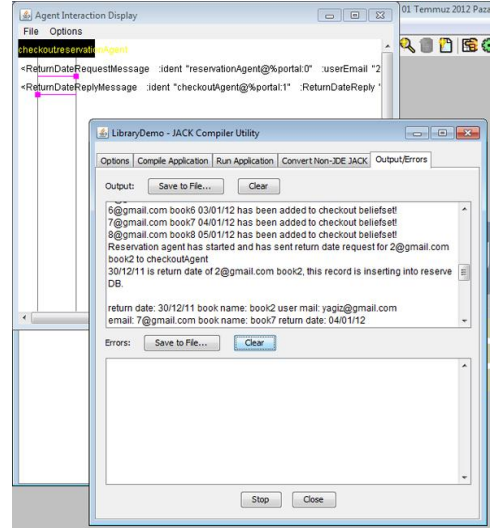 Agent Interaction Display
01 Temmuz 2012 Paza
File Options
checkoutreservationAgent
<ReturnDateRequestMessage :ident "reservationAgent@%portal:0" :userEmail "2
<ReturnDateReplyMessage :ident "checkoutAgent@%portal:1" :ReturnDateReply "
LibraryDemo - JACK Compiler Utility
Options Compile Application Run Application Convert Non-JDE JACK Output/Errors
Output: Save to File... Clear
6@gmail.com book6 03/01/12 has been added to checkout beliefset!
7@gmail.com book7 04/01/12 has been added to checkout beliefset!
8@gmail.com book8 05/01/12 has been added to checkout beliefset!
Reservation agent has started and has sent return date request for 2@gmail.com
book2 to checkoutAgent
30/12/11 is return date of 2@gmail.com book2, this record is inserting into reserve
DB.
return date: 30/12/11 book name: book2 user mail: yagiz@gmail.com
email: 7@gmail.com book name: book7 return date: 04/01/12
Errors: Save to File... Clear
Stop Close